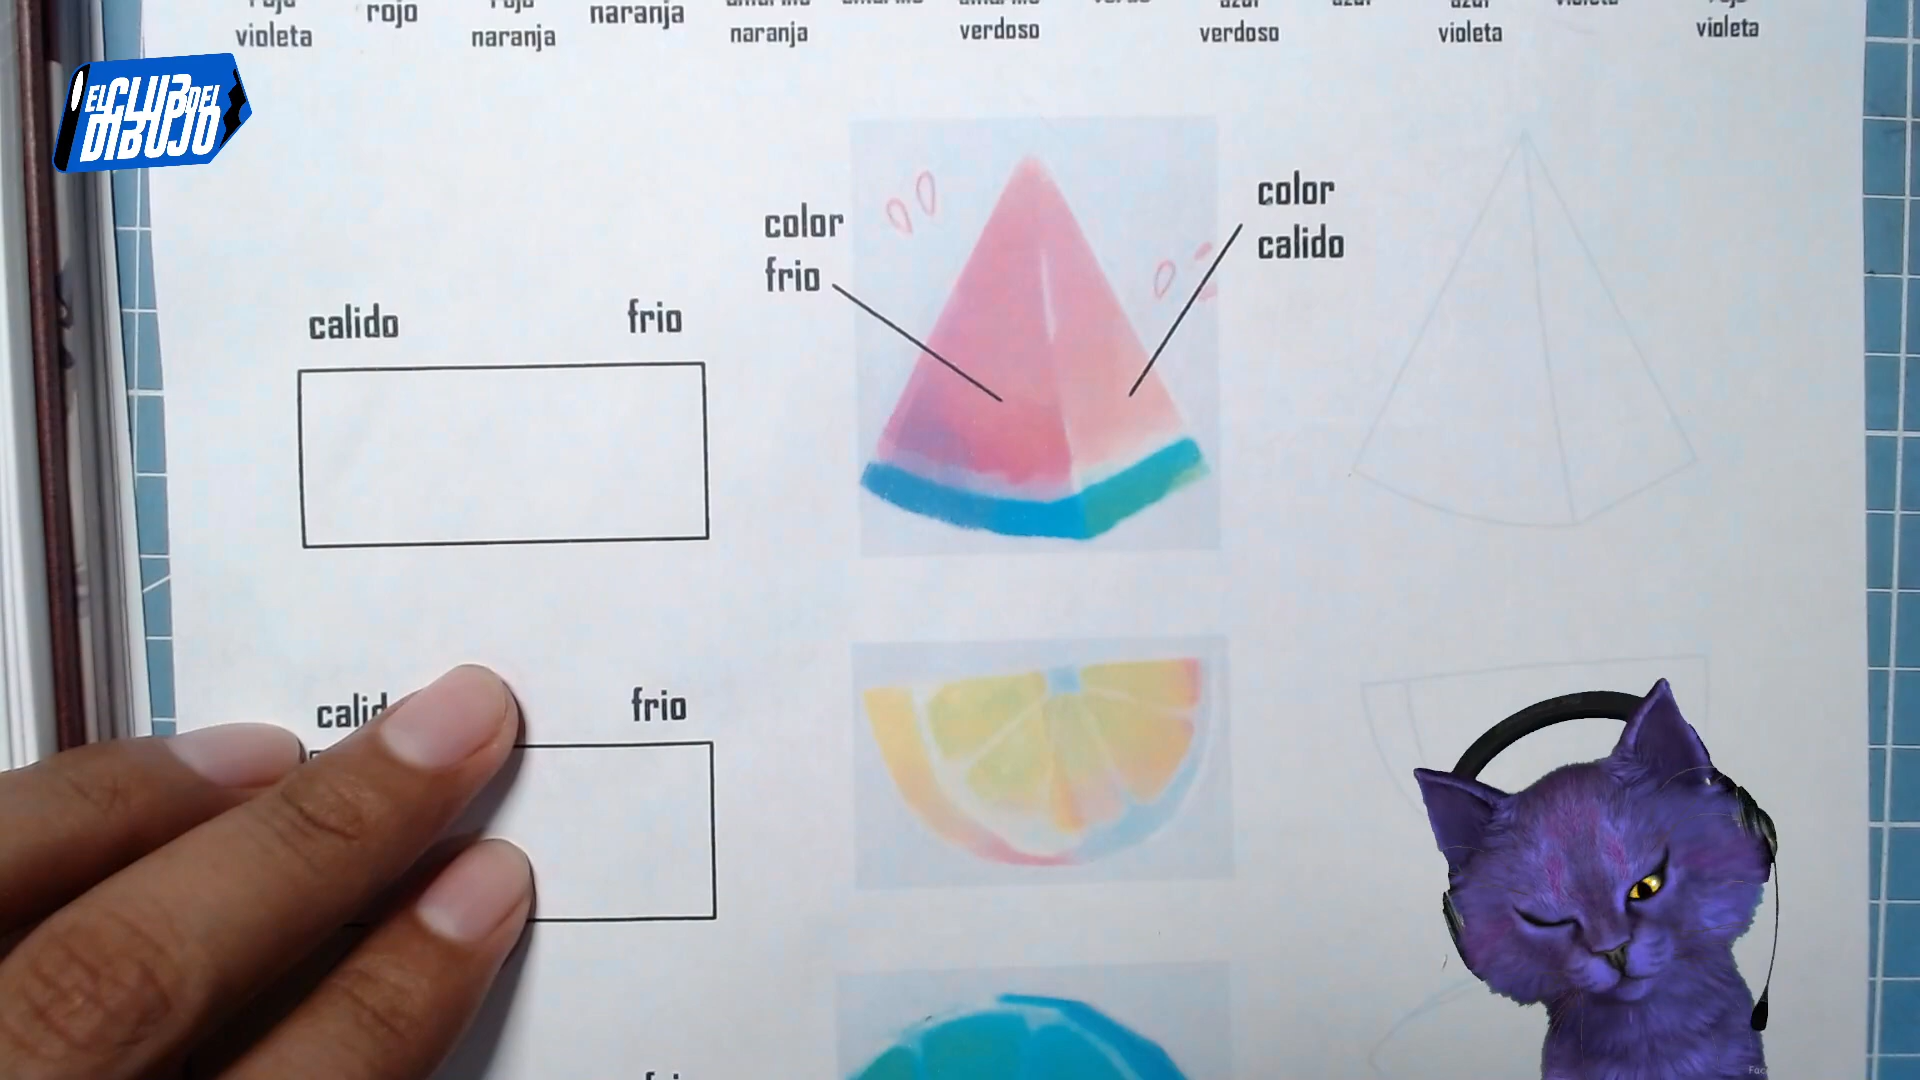 rojo
naranja
violeta
naranja
naranja
verdoso
verdoso
violeta
violeta
EL CLUB DEL
DIBUJO
color
frio
color
calido
calido
frio
frio